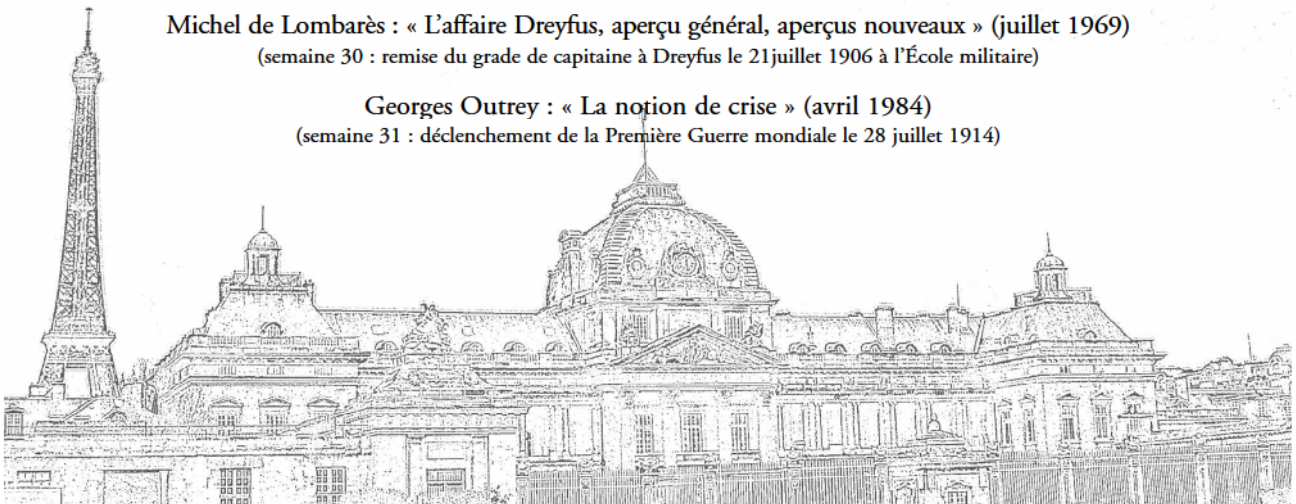 Michel de Lombarès : « L’affaire Dreyfus, aperçu général, aperçus nouveaux » (juillet 1969)
(semaine 30 : remise du grade de capitaine à Dreyfus le 21juillet 1906 à l’École militaire)
Georges Outrey : « La notion de crise » (avril 1984)
(semaine 31 : déclenchement de la Première Guerre mondiale le 28 juillet 1914)